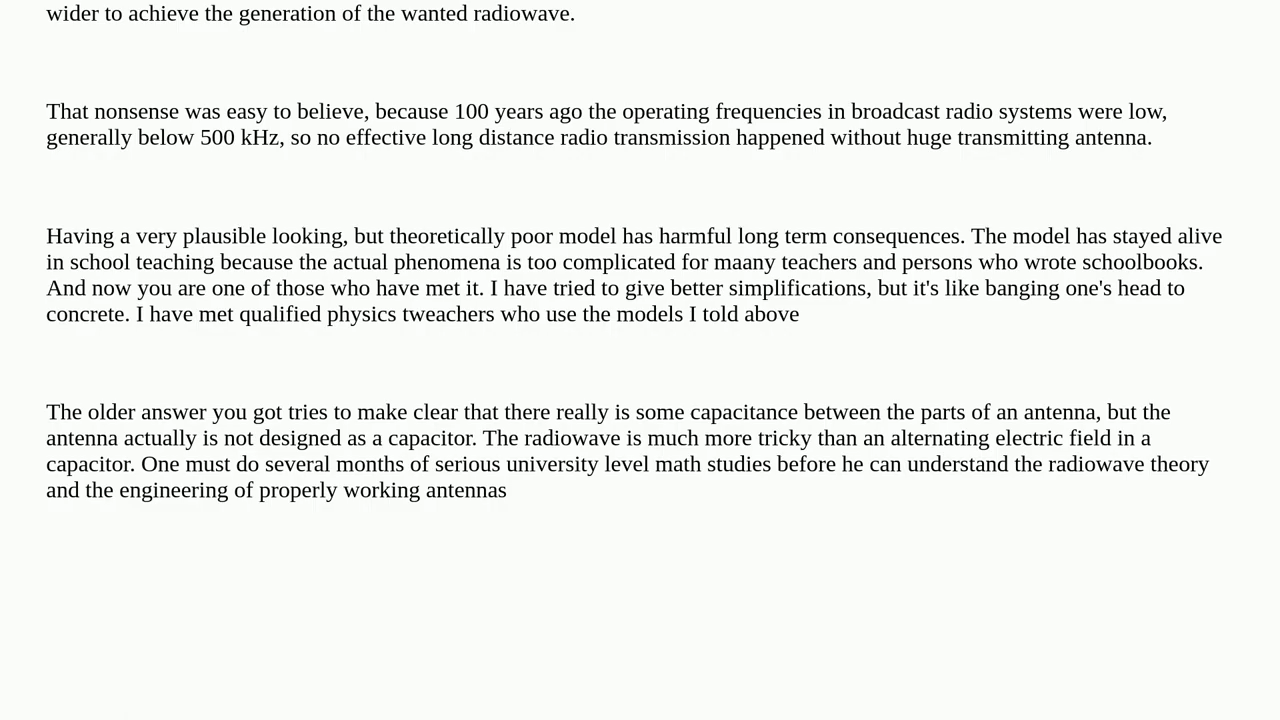 wider to achieve the generation of the wanted radiowave.
That nonsense was easy to believe, because 100 years ago the operating frequencies in broadcast radio systems were low,
generally below 500 kHz, so no effective long distance radio transmission happened without huge transmitting antenna.
Having a very plausible looking, but theoretically poor model has harmful long term consequences. The model has stayed alive
in school teaching because the actual phenomena is too complicated for maany teachers and persons who wrote schoolbooks.
And now you are one of those who have met it. I have tried to give better simplifications, but it's like banging one's head to
concrete. I have met qualified physics tweachers who use the models I told above
The older answer you got tries to make clear that there really is some capacitance between the parts of an antenna, but the
antenna actually is not designed as a capacitor. The radiowave is much more tricky than an alternating electric field in a
capacitor. One must do several months of serious university level math studies before he can understand the radiowave theory
and the engineering of properly working antennas